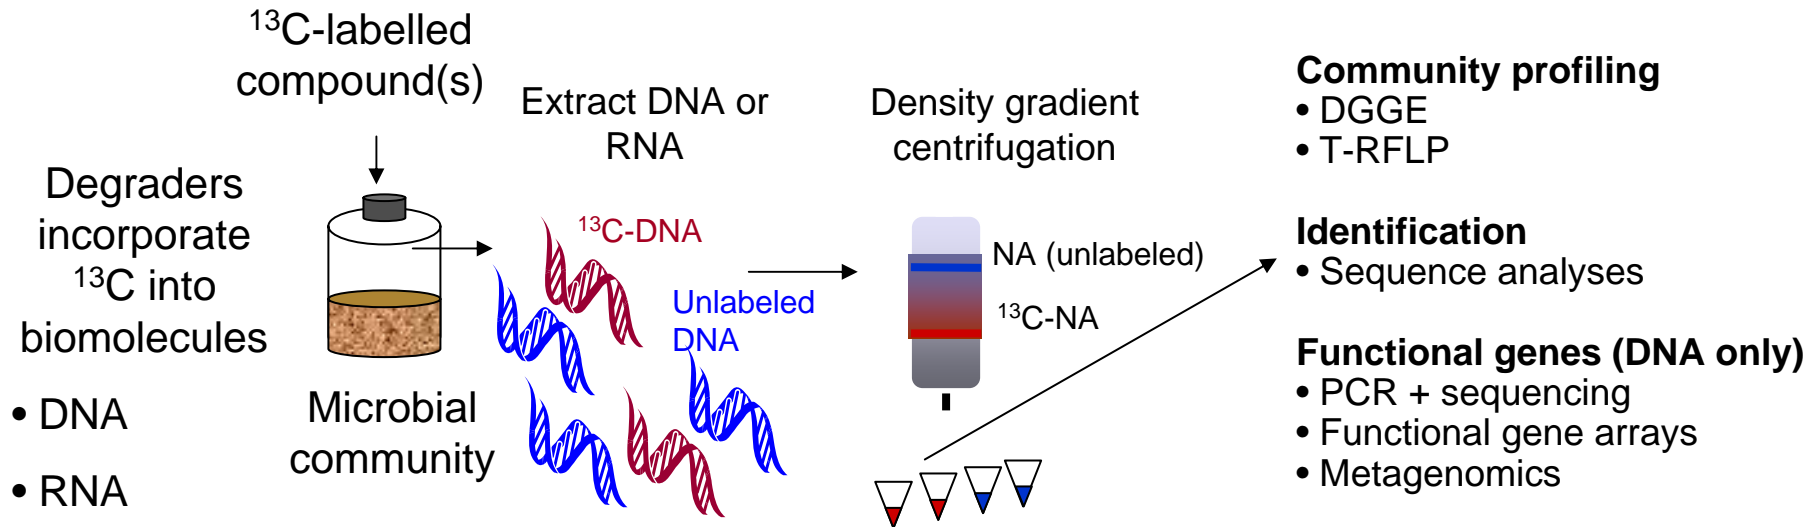 ¹³C-labelled
compound(s)
Degraders
incorporate
¹³C into
biomolecules
• DNA
• RNA
Microbial
community
Extract DNA or
RNA
¹³C-DNA
Unlabeled
DNA
Density gradient
centrifugation
NA (unlabeled)
¹³C-NA
Community profiling
• DGGE
• T-RFLP
Identification
• Sequence analyses
Functional genes (DNA only)
• PCR + sequencing
• Functional gene arrays
• Metagenomics